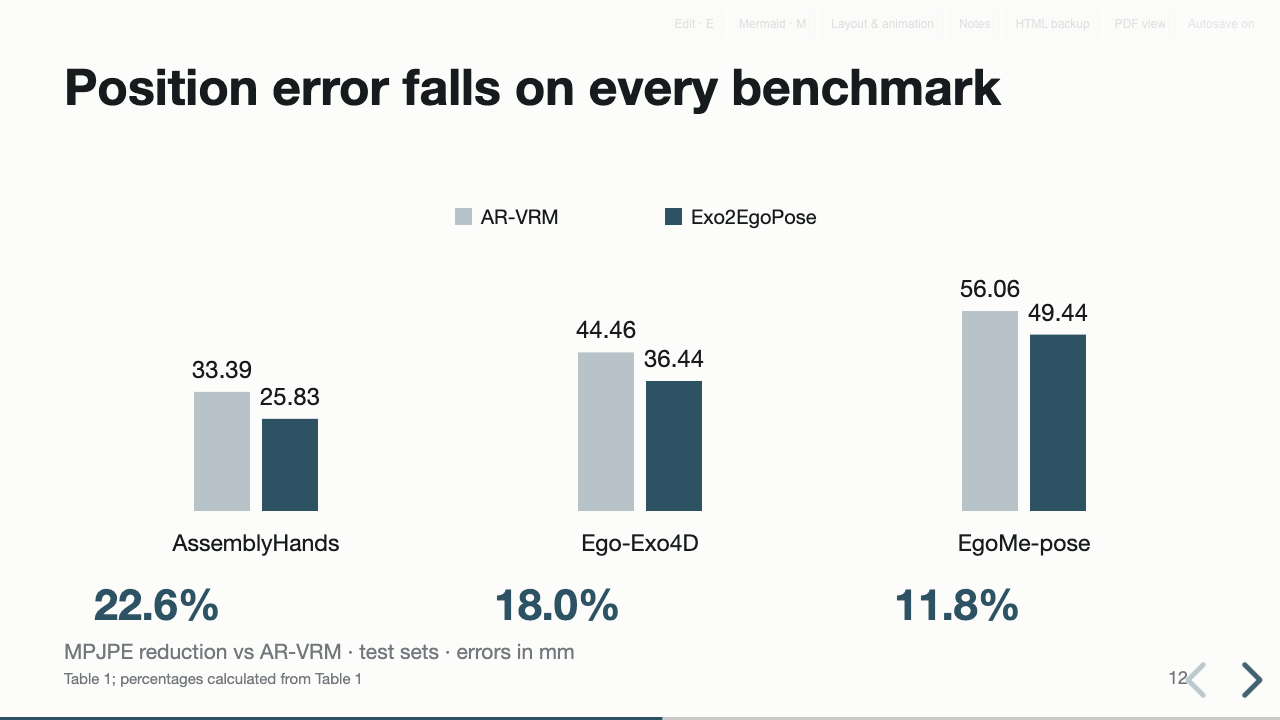 Edit · E Mermaid · M Layout & animation Notes HTML backup PDF view Autosave on
Position error falls on every benchmark
AR-VRM Exo2EgoPose
33.39 25.83 44.46 36.44 56.06 49.44
AssemblyHands Ego-Exo4D EgoMe-pose
22.6% 18.0% 11.8%
MPJPE reduction vs AR-VRM · test sets · errors in mm
Table 1; percentages calculated from Table 1
12